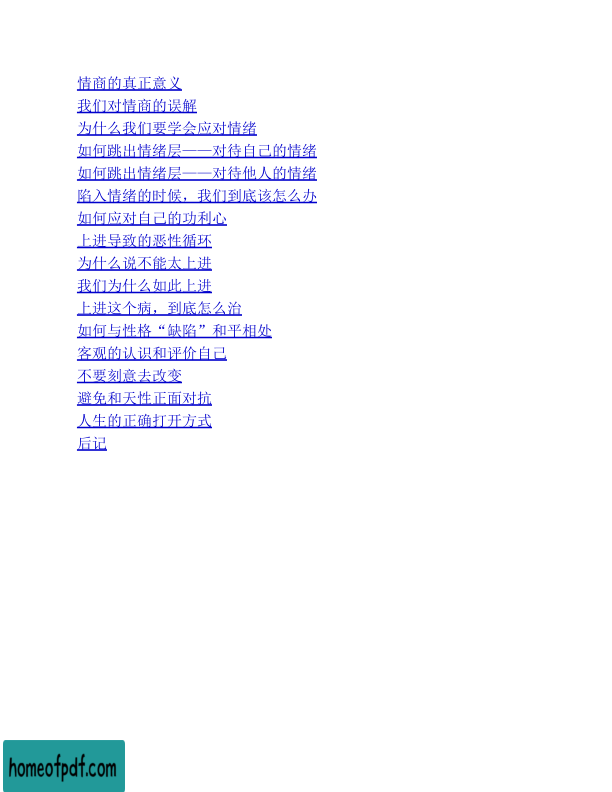 情商的真正意义
我们对情商的误解
为什么我们要学会应对情绪
如何跳出情绪层——对待自己的情绪
如何跳出情绪层——对待他人的情绪
陷入情绪的时候，我们到底该怎么办
如何应对自己的功利心
上进导致的恶性循环
为什么说不能太上进
我们为什么如此上进
上进这个病，到底怎么治
如何与性格“缺陷”和平相处
客观的认识和评价自己
不要刻意去改变
避免和天性正面对抗
人生的正确打开方式
后记
homeofpdf.com